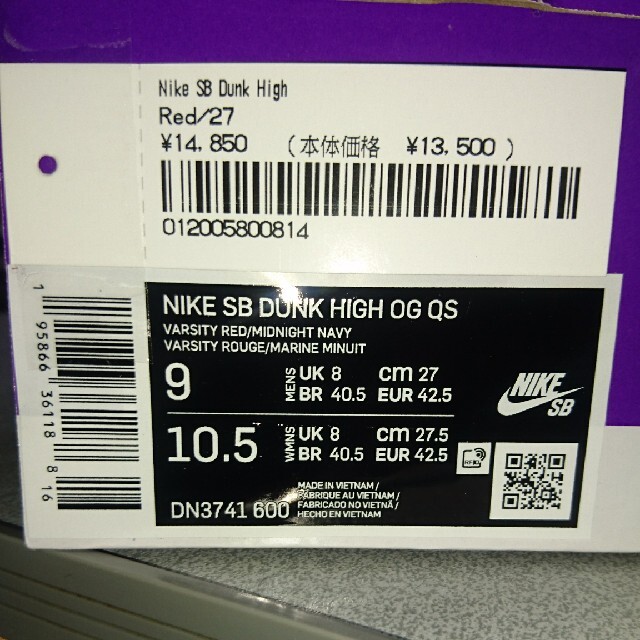 Nike SB Dunk High
Red/27
¥14,850 (本体価格 ¥13,500)
012005800814
NIKE SB DUNK HIGH OG QS
VARSITY RED/MIDNIGHT NAVY
VARSITY ROUGE/MARINE MINUIT
9 MENS UK 8 cm 27
BR 40.5 EUR 42.5
10.5 WMNS UK 8 cm 27.5
BR 40.5 EUR 42.5
NIKE
SB
RFID
DN3741 600
MADE IN VIETNAM /
FABRIQUE AU VIETNAM /
FABRICADO NO VIETNÃ /
HECHO EN VIETNAM
1 95866 36118 8 16